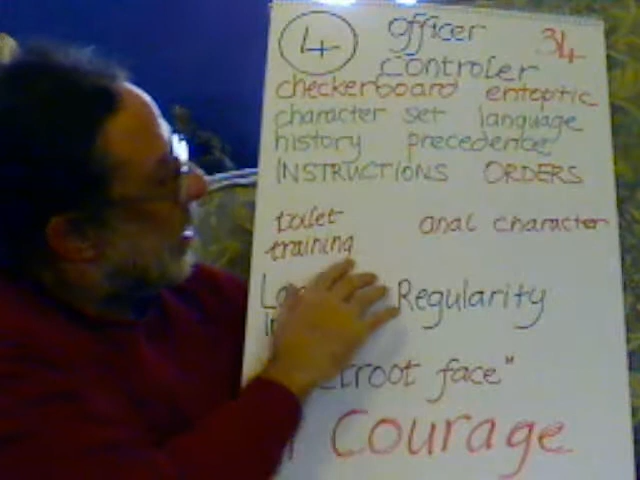 4 officer 34
controler
checkerboard entoptic
character set language
history precedence
INSTRUCTIONS ORDERS
toilet anal character
training
Regularity
face"
Courage